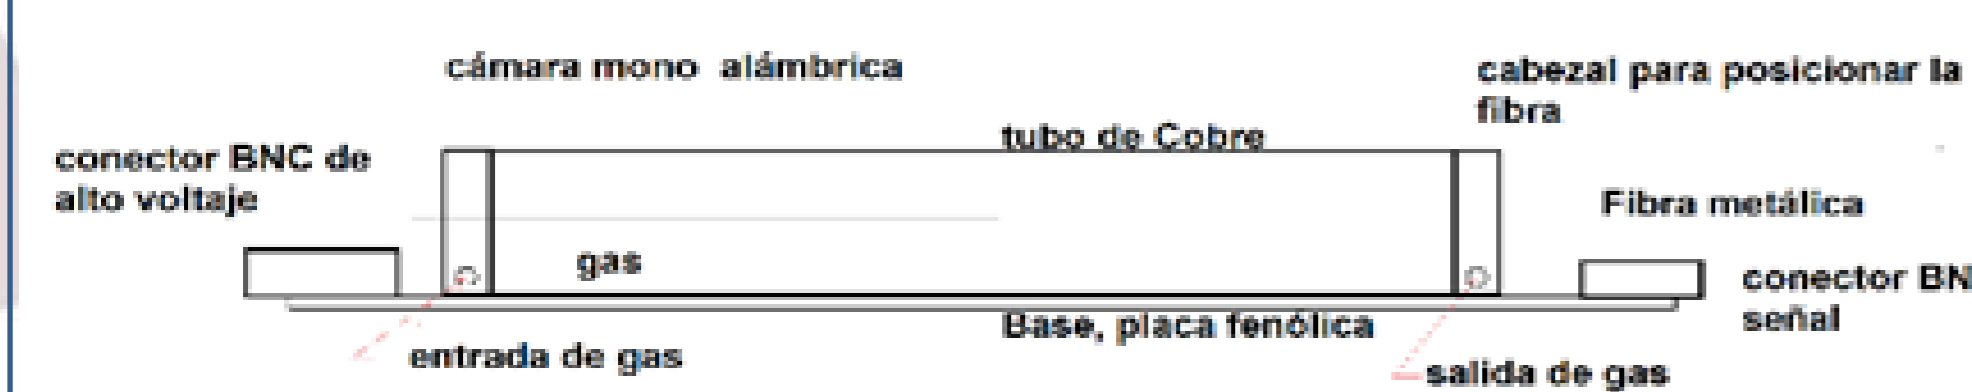 cámara mono alámbrica
cabezal para posicionar la
fibra
tubo de Cobre
conector BNC de
alto voltaje
Fibra metálica
gas
conector BN
señal
Base, placa fenólica
entrada de gas
salida de gas